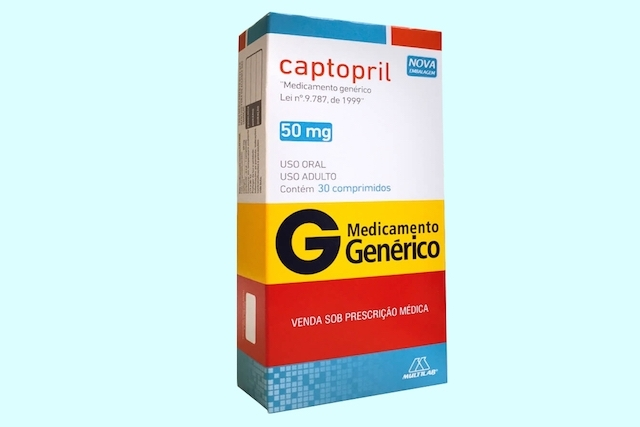 captopril
NOVA
EMBALAGEM
"Medicamento genérico
Lei nº.9.787, de 1999"
50 mg
USO ORAL
USO ADULTO
Contém 30 comprimidos
G Medicamento
Genérico
VENDA SOB PRESCRIÇÃO MÉDICA
MULTILAB